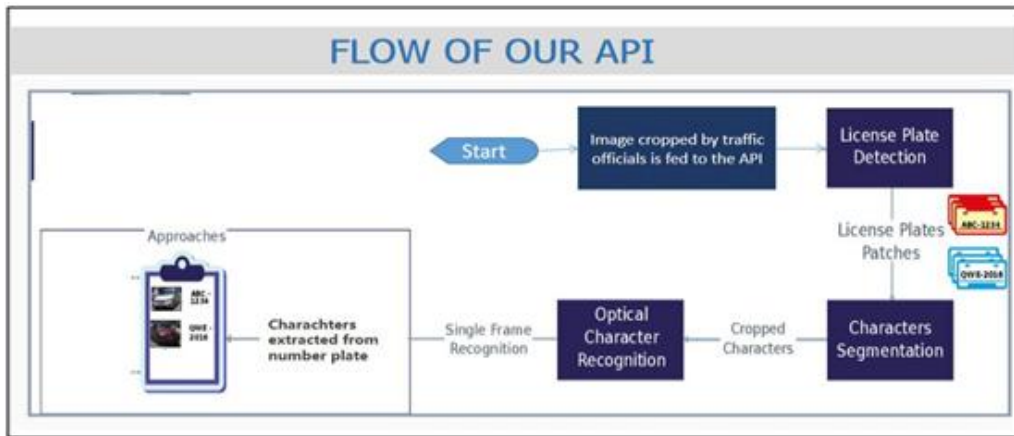 FLOW OF OUR API
Start
Image cropped by traffic
officials is fed to the API
License Plate
Detection
License Plates
Patches
ABC-1234
QWE-2016
Characters
Segmentation
Cropped
Characters
Optical
Character
Recognition
Single Frame
Recognition
Approaches
Charachters
extracted from
number plate
ABC -
1234
QWE -
2016